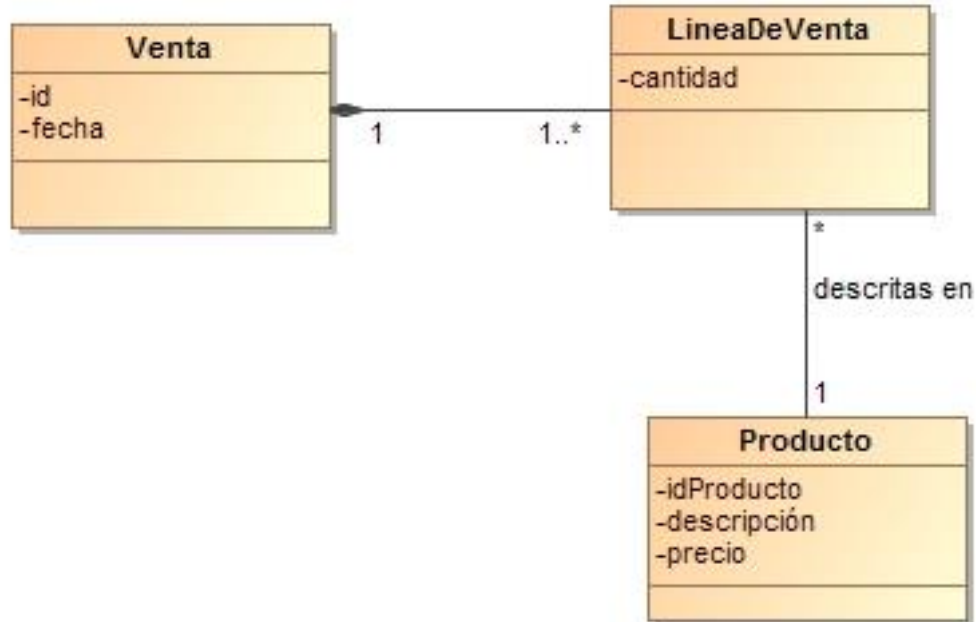 Venta
-id
-fecha
1
1..*
LineaDeVenta
-cantidad
*
descritas en
1
Producto
-idProducto
-descripción
-precio